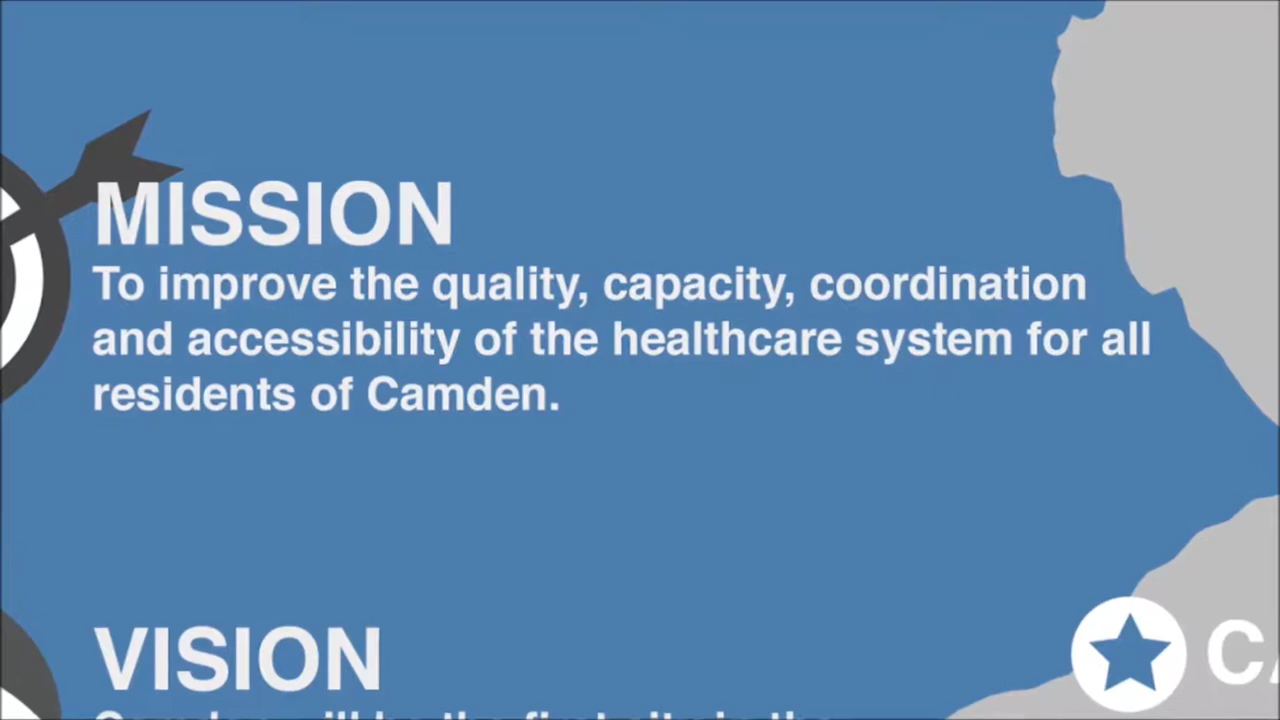 MISSION
To improve the quality, capacity, coordination
and accessibility of the healthcare system for all
residents of Camden.
VISION